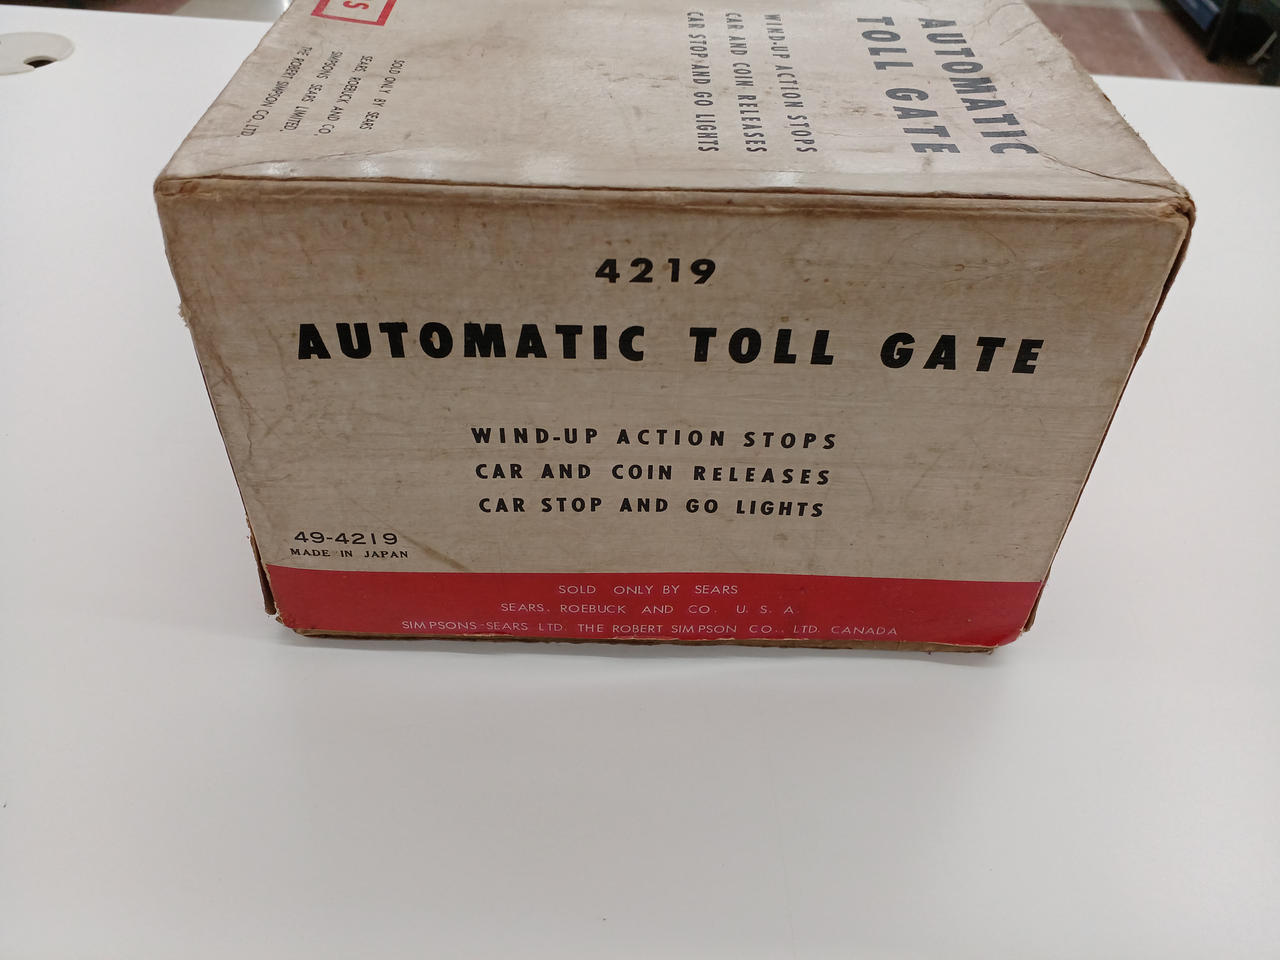 S
SOLD ONLY BY SEARS
SEARS ROEBUCK AND CO.
SIMPSONS SEARS LIMITED.
THE ROBERT SIMPSON CO., LTD.
AUTOMATIC
TOLL GATE
WIND-UP ACTION STOPS
CAR AND COIN RELEASES
CAR STOP AND GO LIGHTS
4219
AUTOMATIC TOLL GATE
WIND-UP ACTION STOPS
CAR AND COIN RELEASES
CAR STOP AND GO LIGHTS
49-4219
MADE IN JAPAN
SOLD ONLY BY SEARS
SEARS. ROEBUCK AND CO. U. S. A.
SIMPSONS-SEARS LTD. THE ROBERT SIMPSON CO., LTD. CANADA